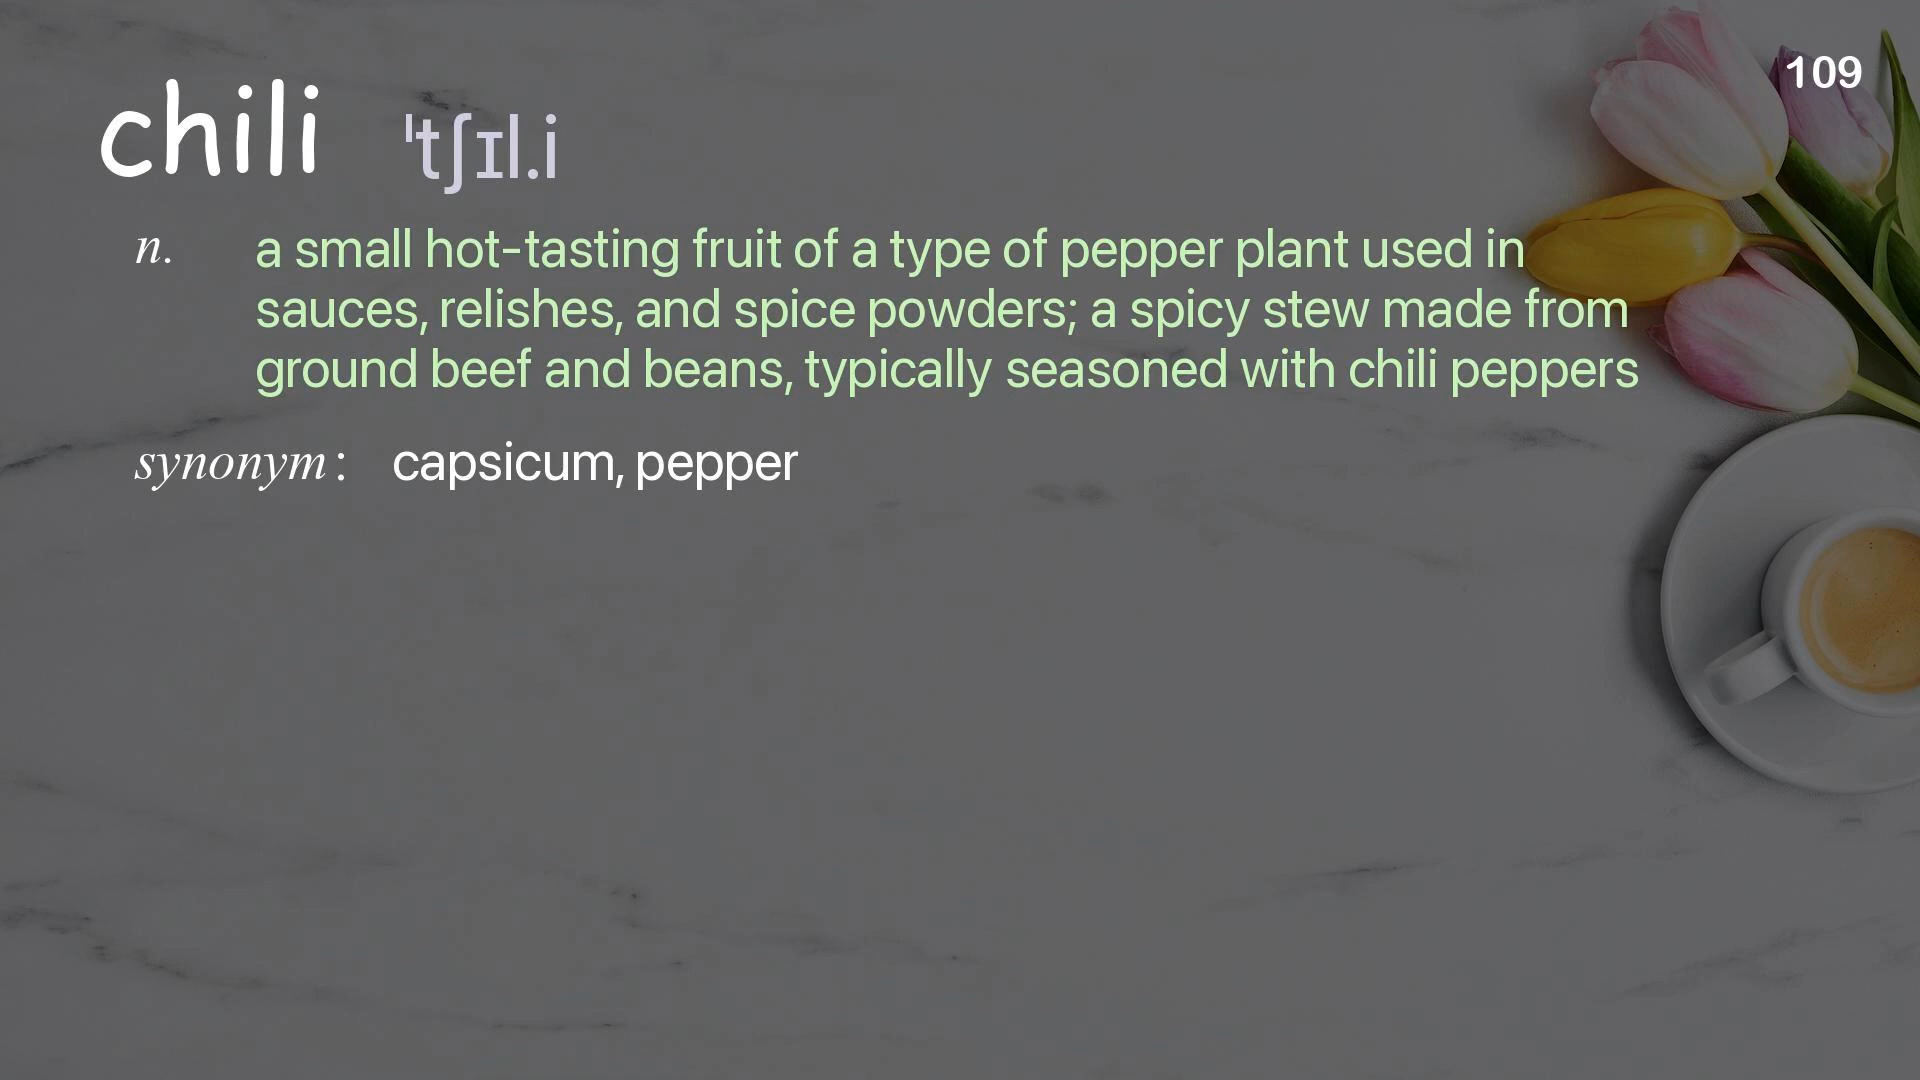 109
chili ˈtʃɪl.i
n. a small hot-tasting fruit of a type of pepper plant used in
sauces, relishes, and spice powders; a spicy stew made from
ground beef and beans, typically seasoned with chili peppers
synonym: capsicum, pepper